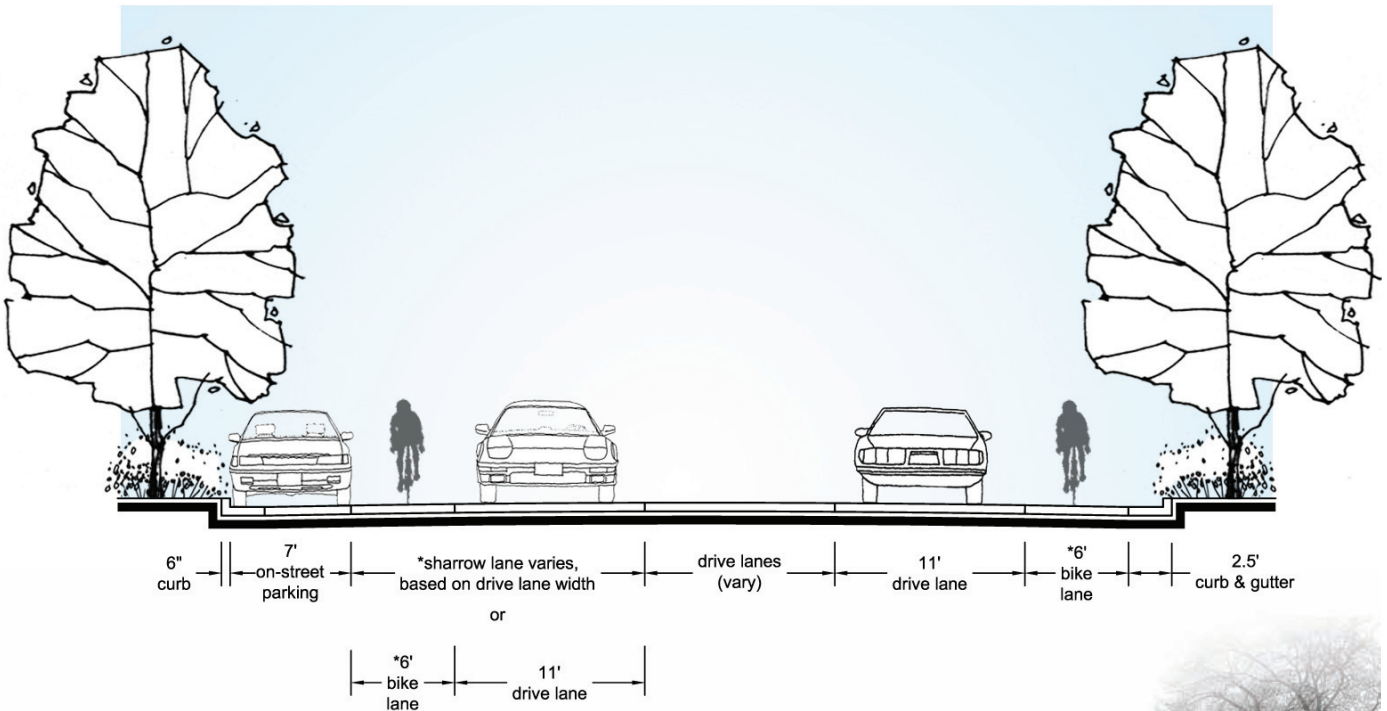 6"
curb
7'
on-street
parking
*sharrow lane varies,
based on drive lane width
or
*6'
bike
lane
11'
drive lane
drive lanes
(vary)
11'
drive lane
*6'
bike
lane
2.5'
curb & gutter